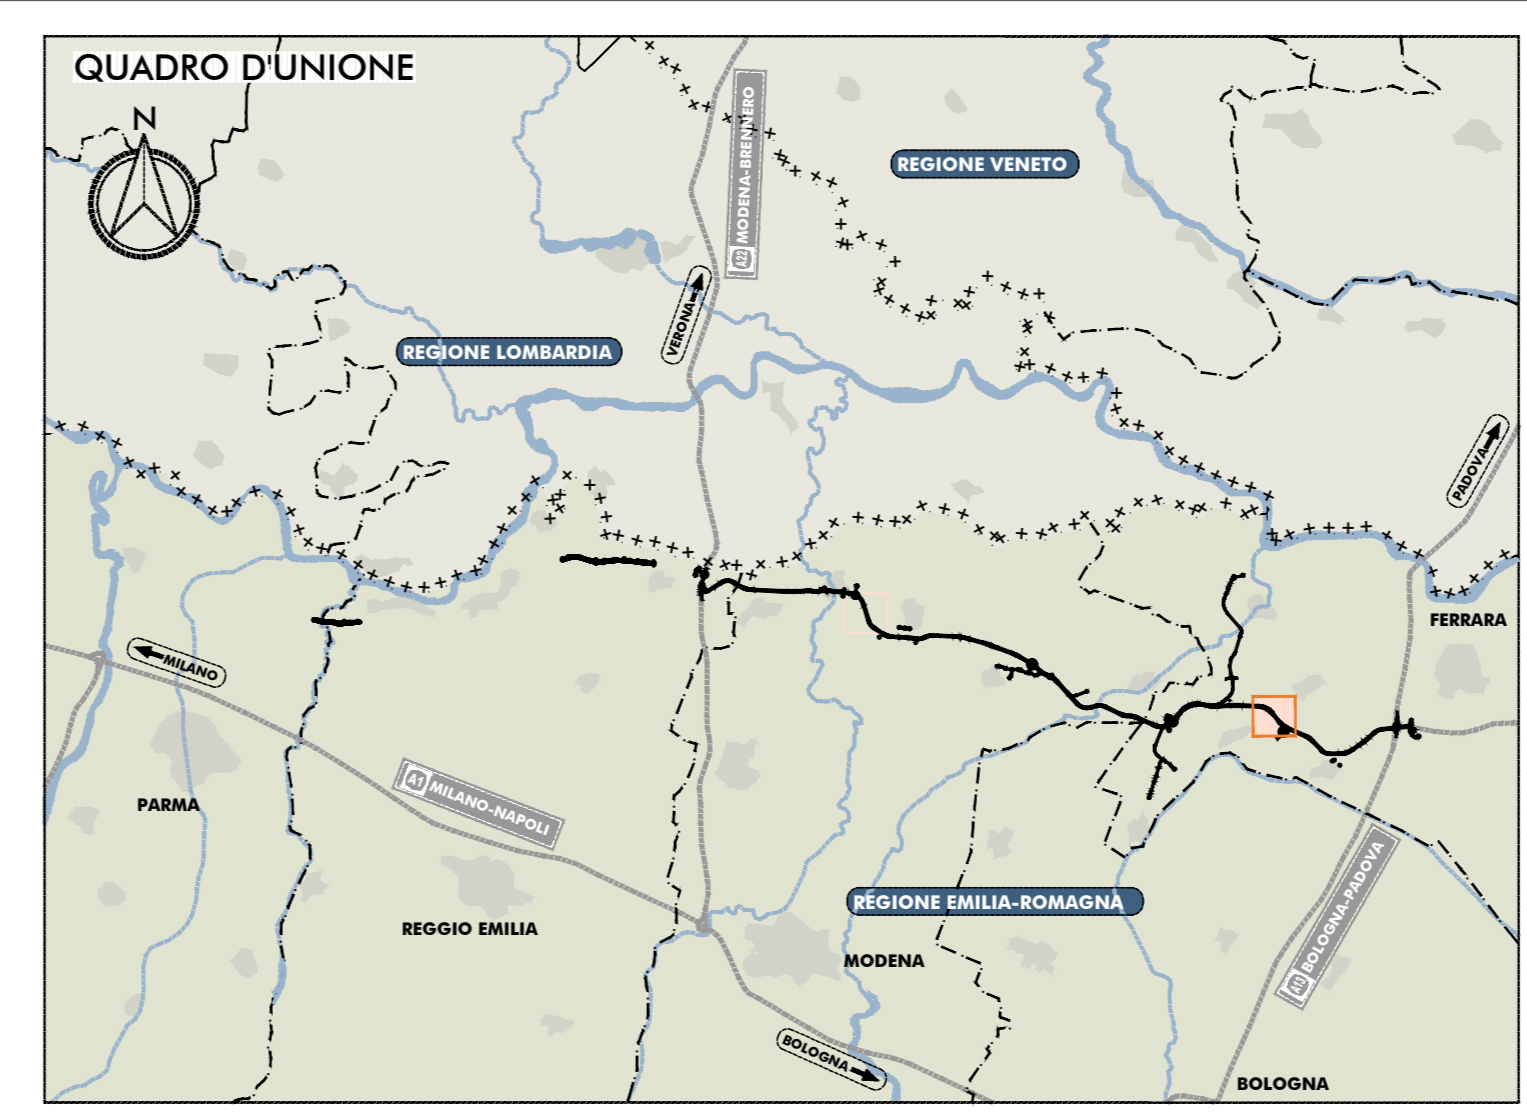 QUADRO D'UNIONE
N
A22 MODENA-BRENNERO
REGIONE VENETO
VERONA
REGIONE LOMBARDIA
PADOVA
FERRARA
MILANO
PARMA
A1 MILANO-NAPOLI
REGGIO EMILIA
REGIONE EMILIA-ROMAGNA
MODENA
A13 BOLOGNA-PADOVA
BOLOGNA
BOLOGNA